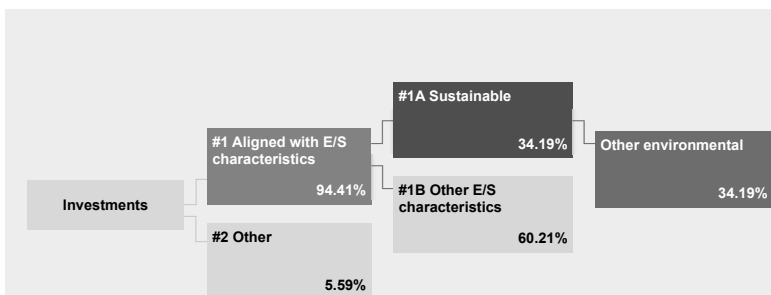 Investments
#1 Aligned with E/S
characteristics
94.41%
#2 Other
5.59%
#1A Sustainable
34.19%
#1B Other E/S
characteristics
60.21%
Other environmental
34.19%